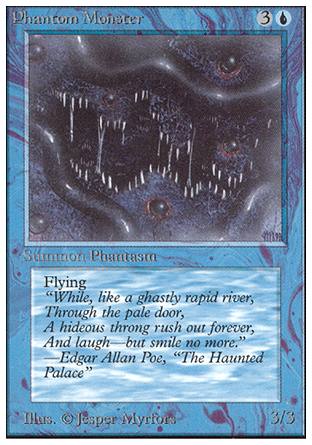 Phantom Monster 3
Summon Phantasm
Flying
"While, like a ghastly rapid river,
Through the pale door,
A hideous throng rush out forever,
And laugh—but smile no more."
—Edgar Allan Poe, "The Haunted
Palace"
Illus. © Jesper Myrfors 3/3